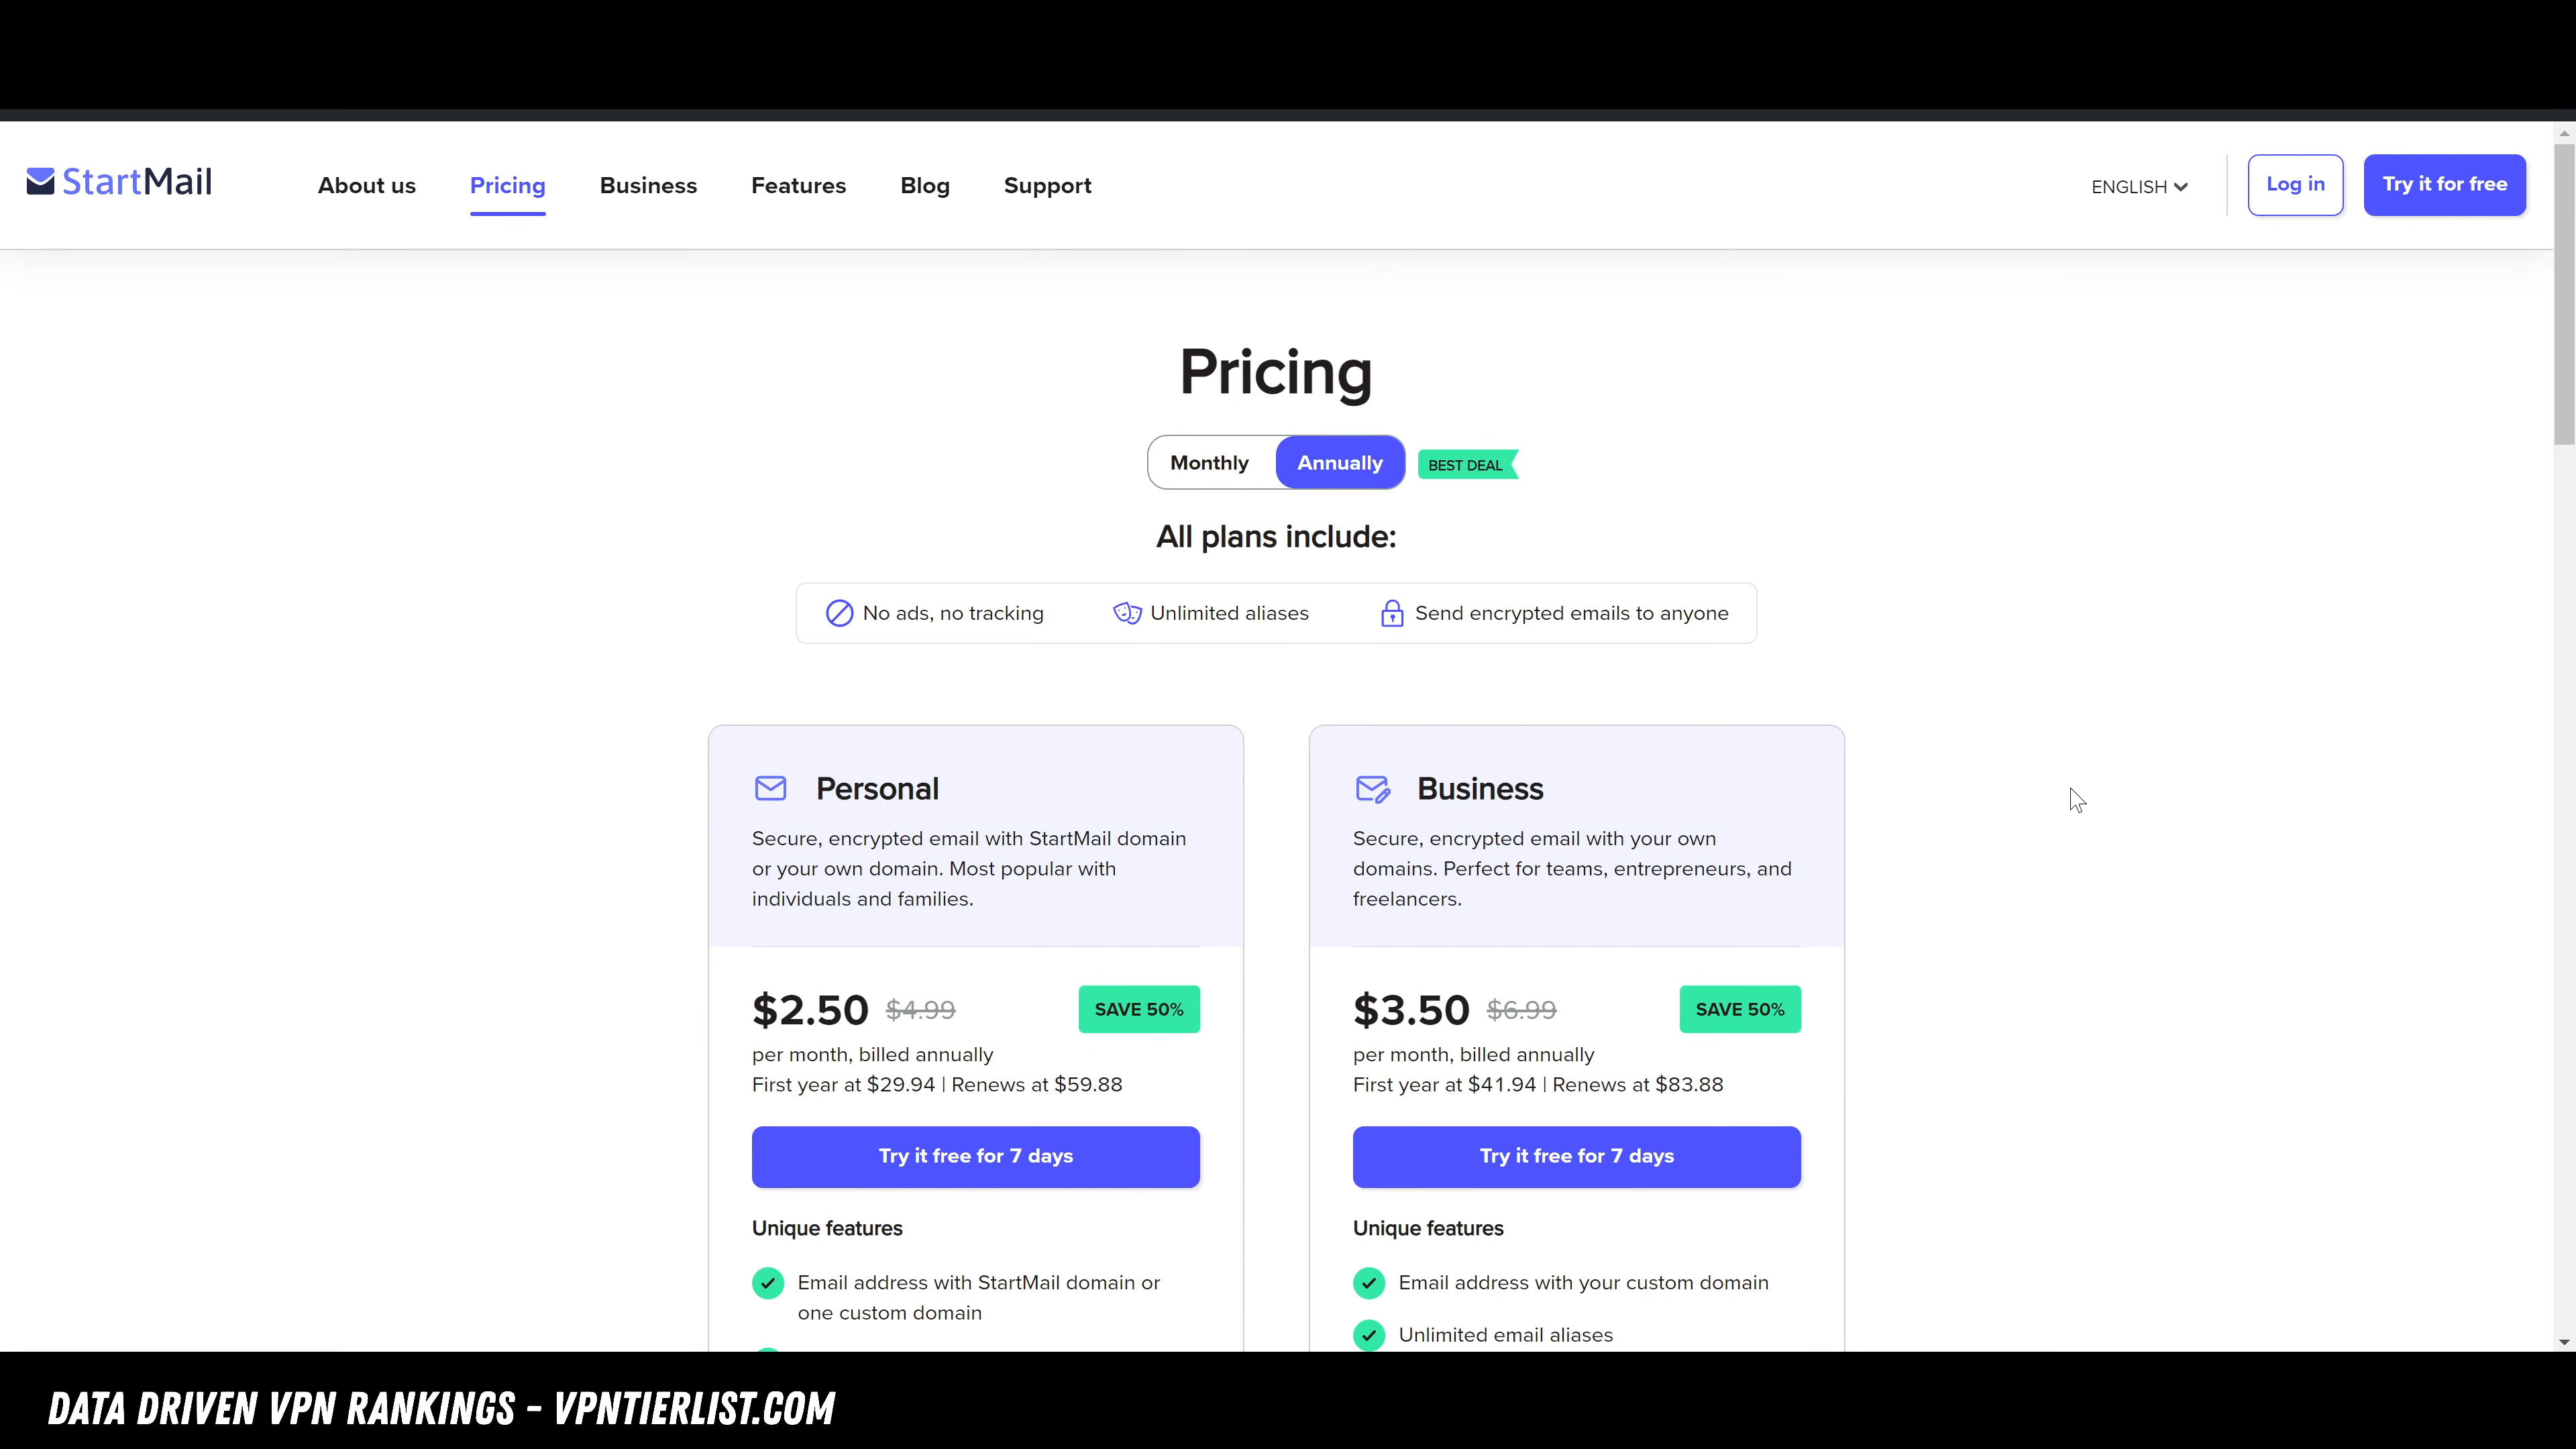 StartMail
About us
Pricing
Business
Features
Blog
Support
ENGLISH
Log in
Try it for free
Pricing
Monthly
Annually
BEST DEAL
All plans include:
No ads, no tracking
Unlimited aliases
Send encrypted emails to anyone
Personal
Secure, encrypted email with StartMail domain
or your own domain. Most popular with
individuals and families.
$2.50 $4.99
SAVE 50%
per month, billed annually
First year at $29.94 | Renews at $59.88
Try it free for 7 days
Unique features
Email address with StartMail domain or
one custom domain
Business
Secure, encrypted email with your own
domains. Perfect for teams, entrepreneurs, and
freelancers.
$3.50 $6.99
SAVE 50%
per month, billed annually
First year at $41.94 | Renews at $83.88
Try it free for 7 days
Unique features
Email address with your custom domain
Unlimited email aliases
DATA DRIVEN VPN RANKINGS - VPNTIERLIST.COM